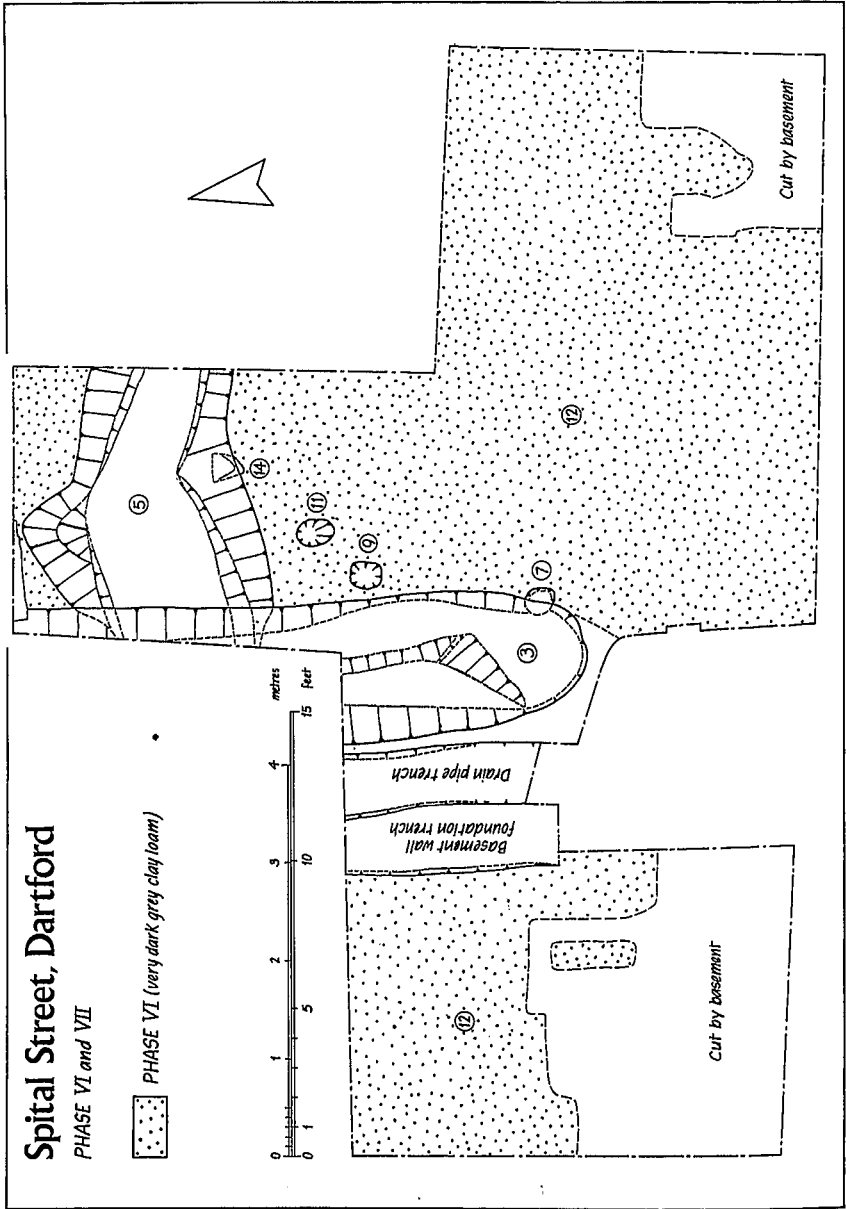 Spital Street, Dartford
PHASE VI and VII
PHASE VI (very dark grey clay loam)
0 1 2 3 4 metres
0 1 5 10 15 feet
Cut by basement
12
Basement wall
foundation trench
Drain pipe trench
3
5
7
9
11
14
12
Cut by basement